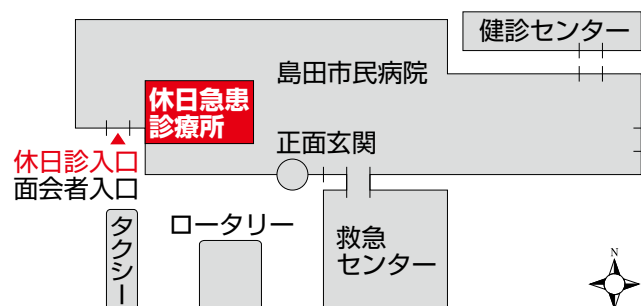 健診センター
島田市民病院
休日急患
診療所
正面玄関
休日診入口
面会者入口
タクシー
ロータリー
救急
センター
N